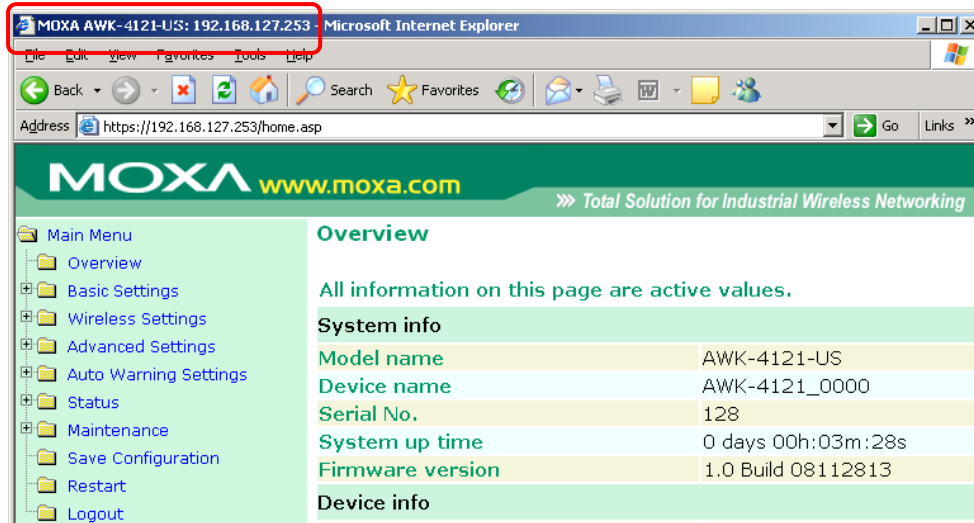 MOXA AWK-4121-US: 192.168.127.253 - Microsoft Internet Explorer
File Edit View Favorites Tools Help
Back Search Favorites
Address https://192.168.127.253/home.asp Go Links »
MOXA www.moxa.com
Total Solution for Industrial Wireless Networking
Main Menu
Overview
Basic Settings
Wireless Settings
Advanced Settings
Auto Warning Settings
Status
Maintenance
Save Configuration
Restart
Logout
Overview
All information on this page are active values.
System info
Model name AWK-4121-US
Device name AWK-4121_0000
Serial No. 128
System up time 0 days 00h:03m:28s
Firmware version 1.0 Build 08112813
Device info